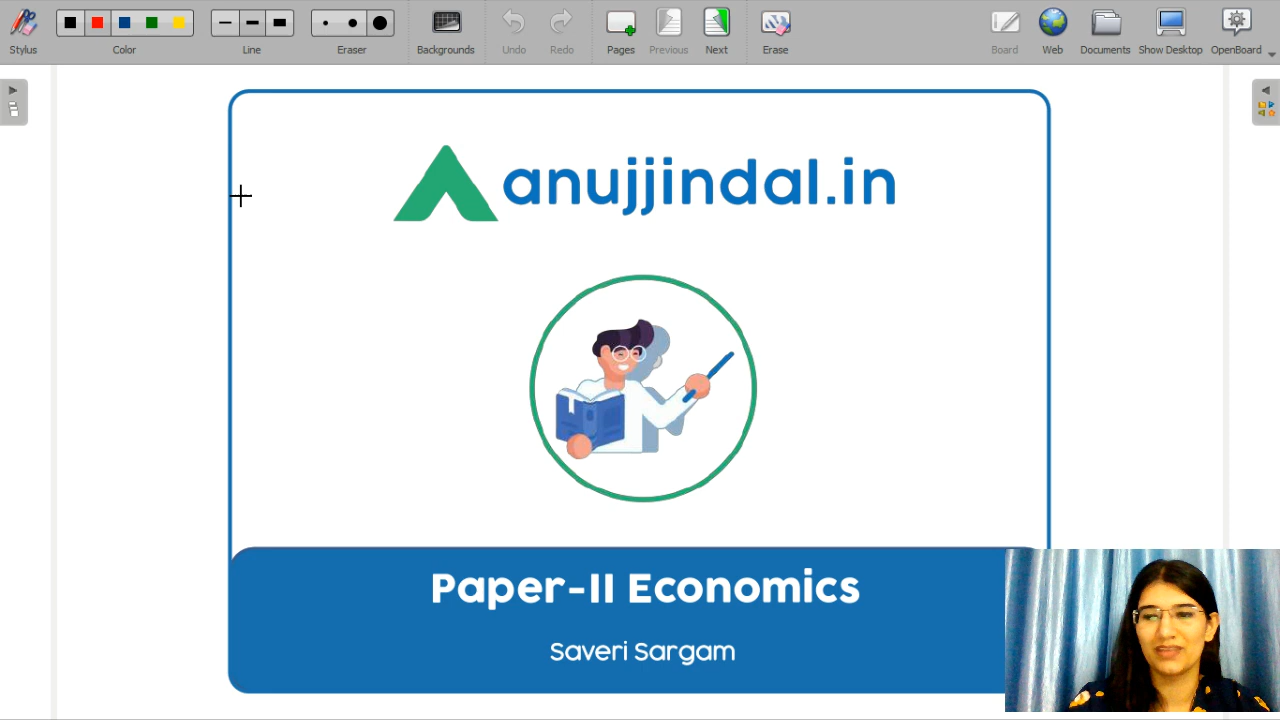 Stylus
Color
Line
Eraser
Backgrounds
Undo
Redo
Pages
Previous
Next
Erase
Board
Web
Documents
Show Desktop
OpenBoard
anujjindal.in
Paper-II Economics
Saveri Sargam